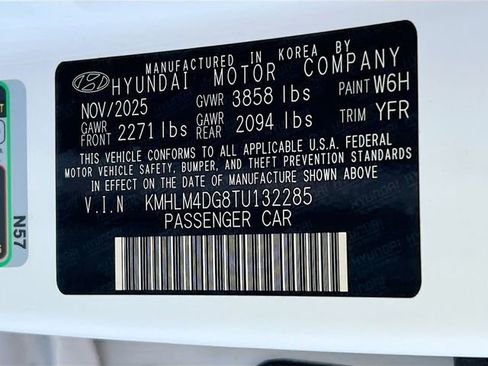 MANUFACTURED IN KOREA BY
HYUNDAI MOTOR COMPANY
NOV/2025 GVWR 3858 lbs PAINT W6H
GAWR FRONT 2271 lbs GAWR REAR 2094 lbs TRIM YFR
THIS VEHICLE CONFORMS TO ALL APPLICABLE U.S.A. FEDERAL
MOTOR VEHICLE SAFETY, BUMPER, AND THEFT PREVENTION STANDARDS
IN EFFECT ON THE DATE OF MANUFACTURE SHOWN ABOVE
V.I.N KMHLM4DG8TU132285
PASSENGER CAR
N57